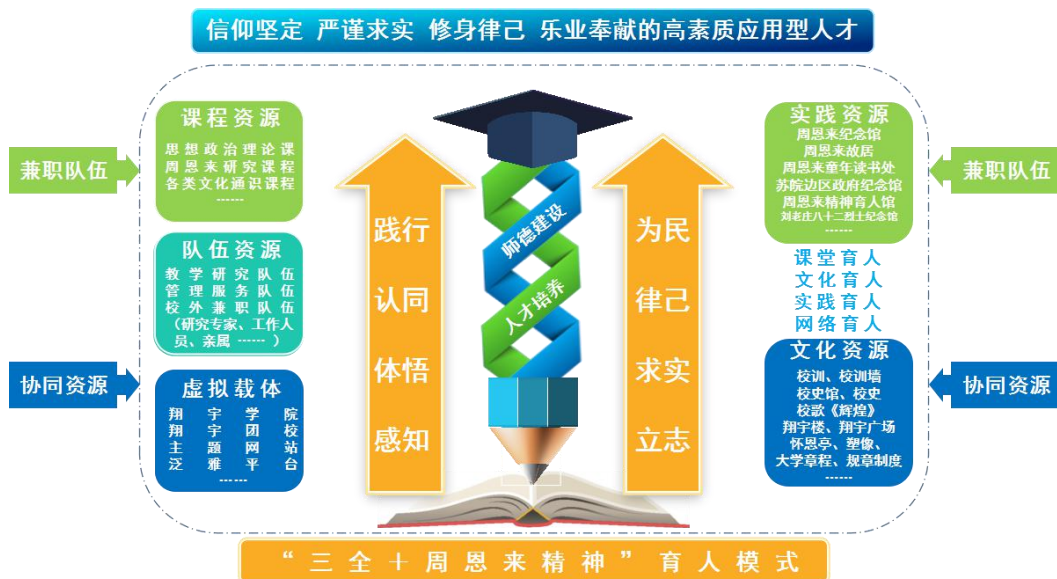 信仰坚定 严谨求实 修身律己 乐业奉献的高素质应用型人才
兼职队伍
协同资源
课程资源
思想政治理论课
周恩来研究课程
各类文化通识课程
------
队伍资源
教学研究队伍
管理服务队伍
校外兼职队伍
（研究专家、工作人
员、亲属 ------ ）
虚拟载体
翔宇学院
翔宇团校
主题网站
泛雅平台
------
践行
认同
体悟
感知
师德建设
人才培养
为民
律己
求实
立志
实践资源
周恩来纪念馆
周恩来故居
周恩来童年读书处
苏皖边区政府纪念馆
周恩来精神育人馆
刘老庄八十二烈士纪念馆
------
课堂育人
文化育人
实践育人
网络育人
文化资源
校训、校训墙
校史馆、校史
校歌《辉煌》
翔宇楼、翔宇广场
怀恩亭、塑像、
大学章程、规章制度
------
兼职队伍
协同资源
“三全十周恩来精神”育人模式